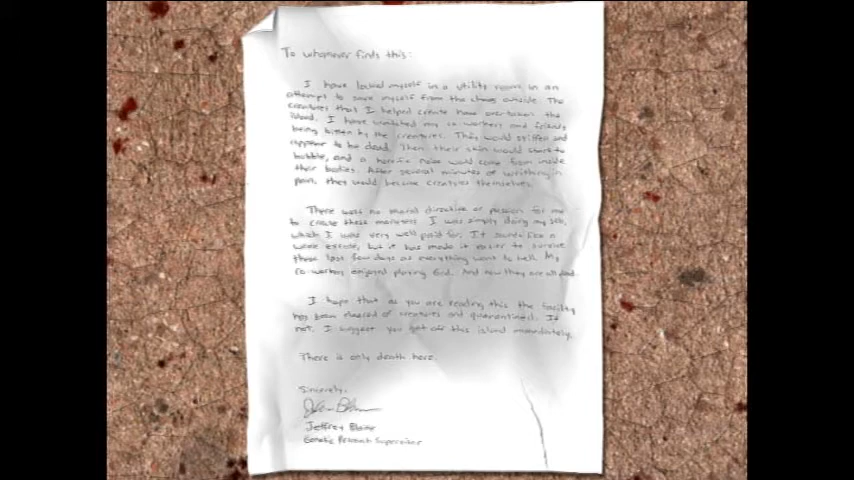 To whomever finds this:
I have locked myself in a utility room in an
attempt to save myself from the chaos outside. The
creatures that I helped create have overtaken the
island. I have watched my co-workers and friends
being bitten by the creatures. They would stiffen and
appear to be dead. Then their skin would start to
bubble, and a horrific noise would come from inside
their bodies. After several minutes of writhing in
pain, they would become creatures themselves.
There was no moral directive or passion for me
to create these monsters. I was simply doing my job,
which I was very well paid for. It sounds like a
weak excuse, but it has made it easier to survive
these last few days as everything went to hell. My
co-workers enjoyed playing God. And now they are all dead.
I hope that as you are reading this the facility
has been cleared of creatures and quarantined. If
not, I suggest you get off this island immediately.
There is only death here.
Sincerely,
Jeffrey Blaine
Genetic Research Supervisor